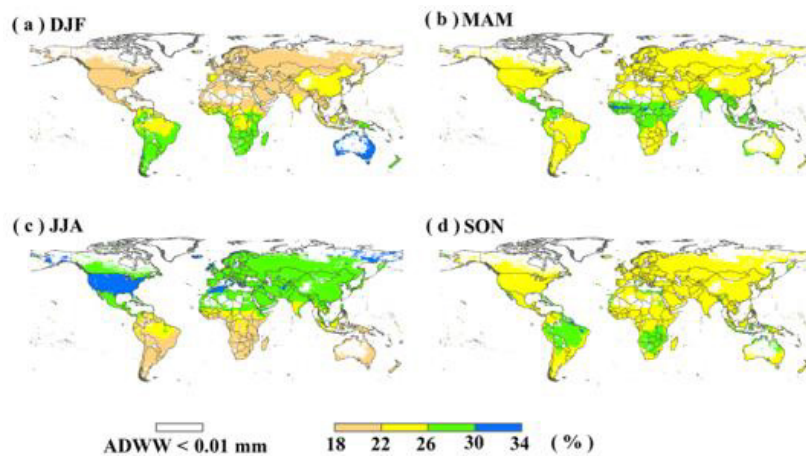 ( a ) DJF
( b ) MAM
( c ) JJA
( d ) SON
ADWW < 0.01 mm
18 22 26 30 34 ( % )